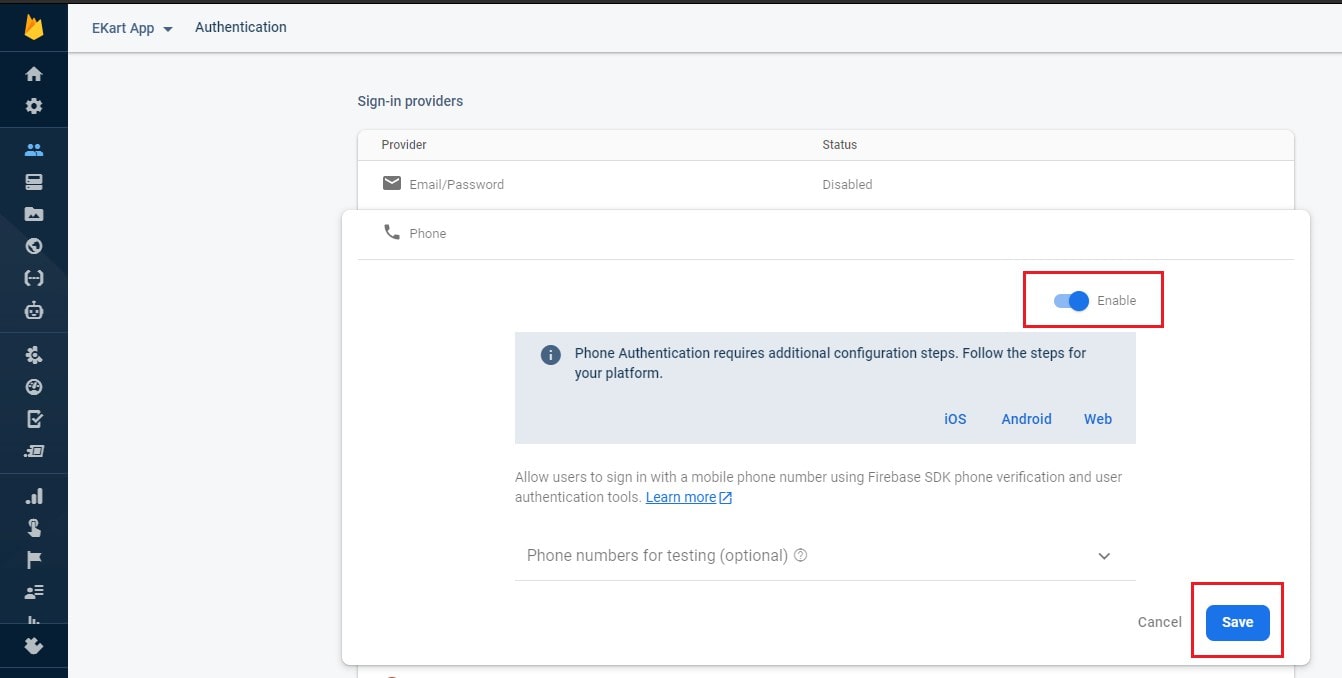 EKart App
Authentication
Sign-in providers
Provider
Status
Email/Password
Disabled
Phone
Enable
Phone Authentication requires additional configuration steps. Follow the steps for
your platform.
iOS
Android
Web
Allow users to sign in with a mobile phone number using Firebase SDK phone verification and user
authentication tools. Learn more
Phone numbers for testing (optional)
Cancel
Save